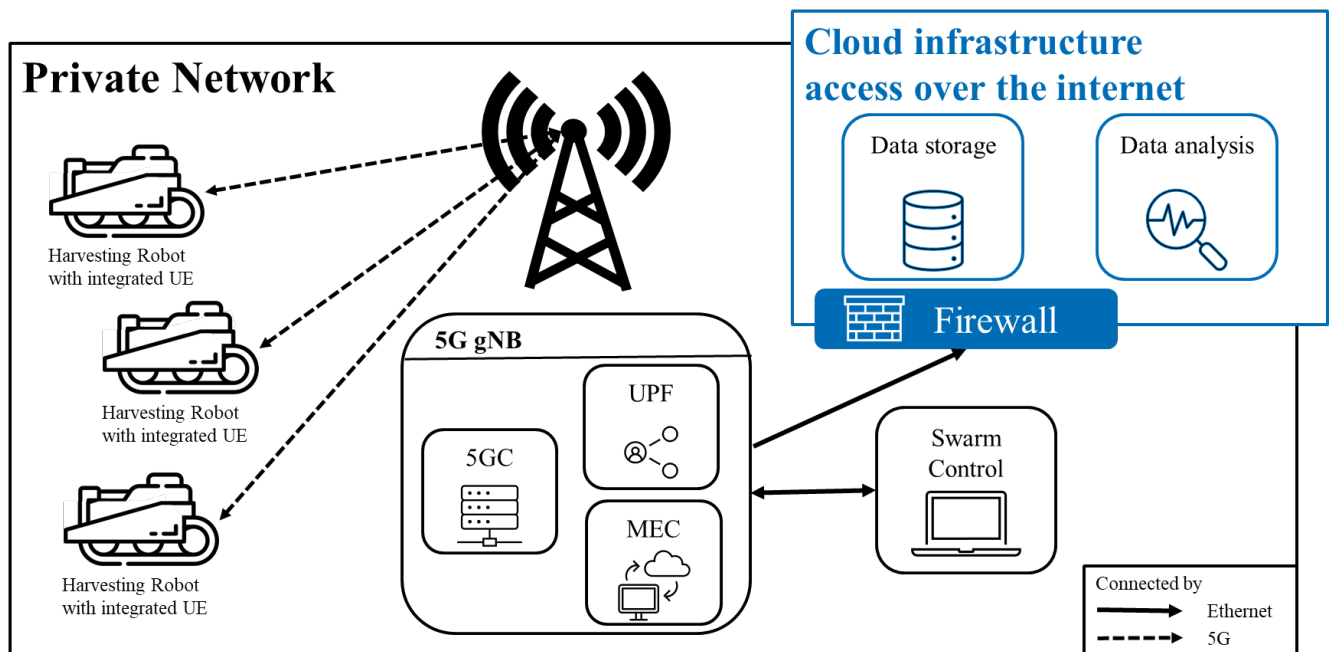 Private Network
Cloud infrastructure
access over the internet
Data storage
Data analysis
Firewall
Harvesting Robot
with integrated UE
Harvesting Robot
with integrated UE
Harvesting Robot
with integrated UE
5G gNB
UPF
5GC
MEC
Swarm
Control
Connected by
Ethernet
5G